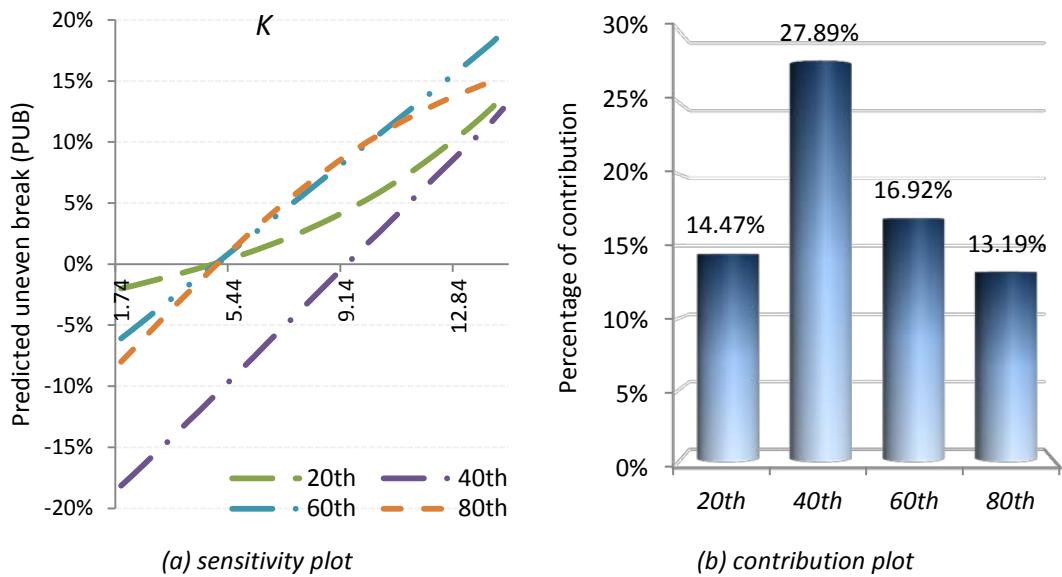 K
Predicted uneven break (PUB)
20%
15%
10%
5%
0%
-5%
-10%
-15%
-20%
1.74
5.44
9.14
12.84
20th
40th
60th
80th
(a) sensitivity plot
Percentage of contribution
30%
25%
20%
15%
10%
5%
0%
14.47%
27.89%
16.92%
13.19%
20th
40th
60th
80th
(b) contribution plot